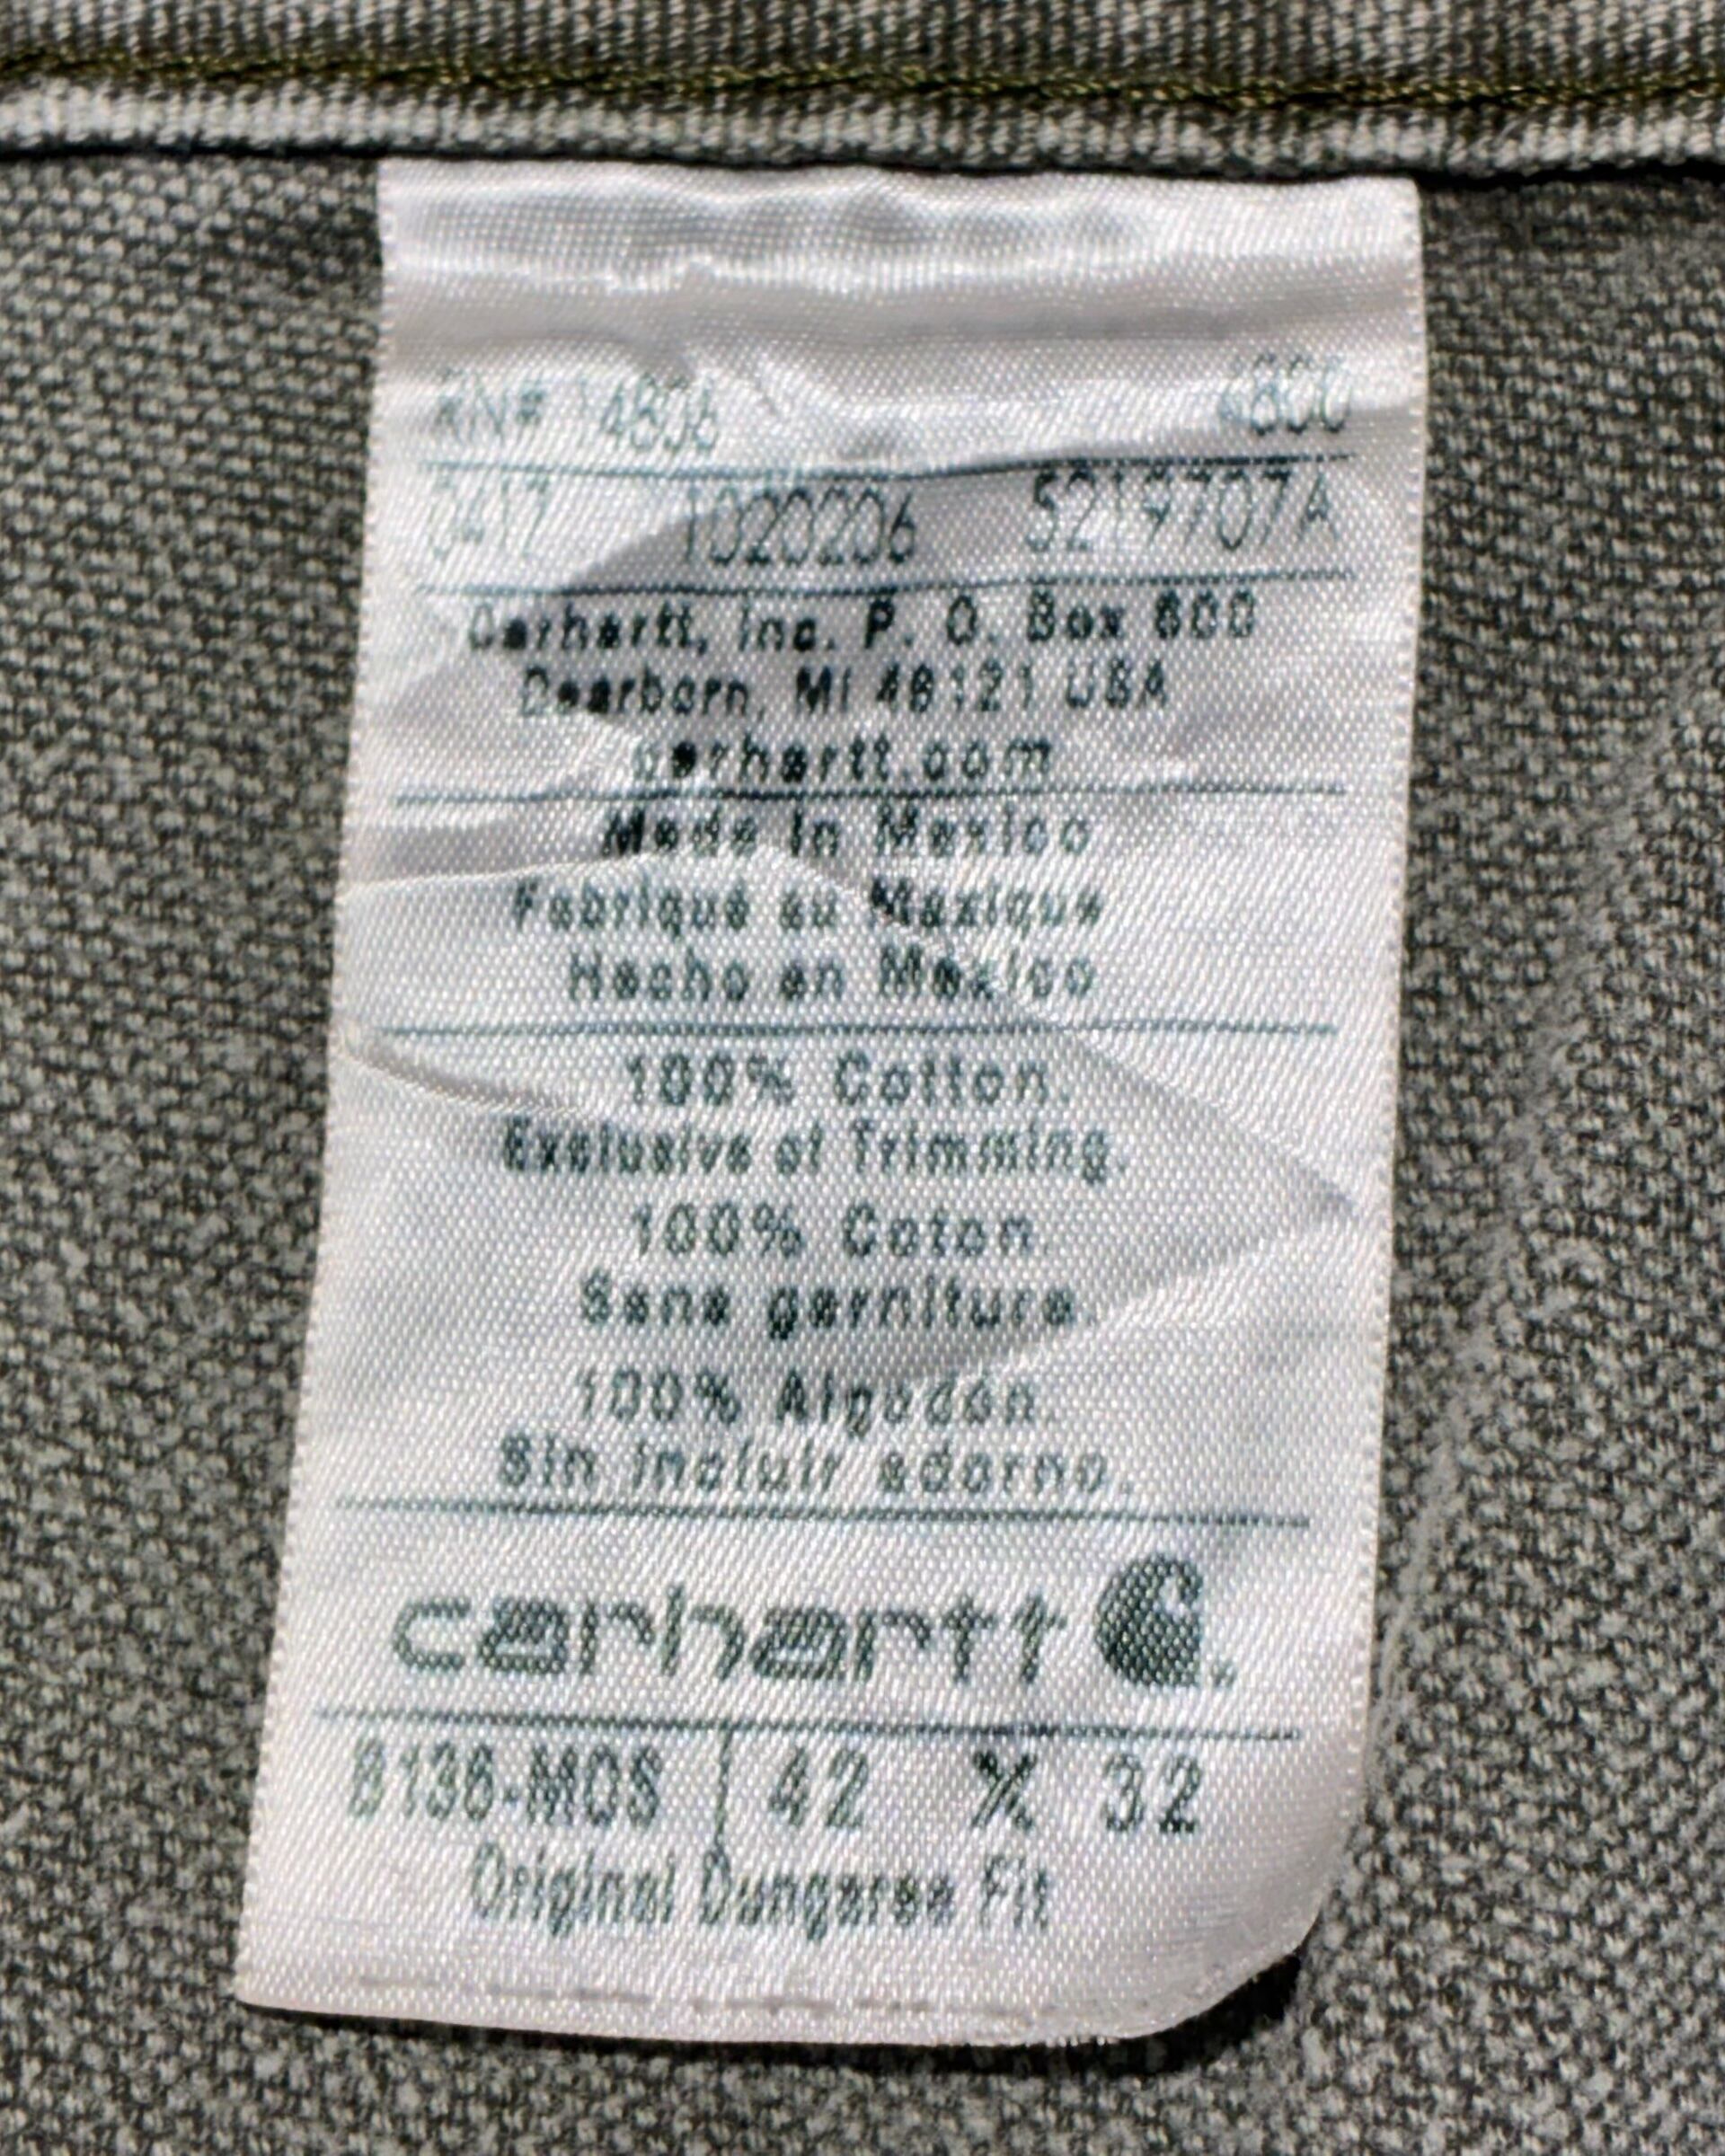 RN# 14806 4800
0417 1020206 5219707A
Carhartt, Inc. P. O. Box 600
Dearborn, MI 48121 USA
carhartt.com
Made in Mexico
Fabriqué au Mexique
Hecho en Mexico
100% Cotton.
Exclusive of Trimming.
100% Coton.
Sans garniture.
100% Algodón.
Sin incluir adorno.
carhartt
B136-MOS 42 X 32
Original Dungaree Fit